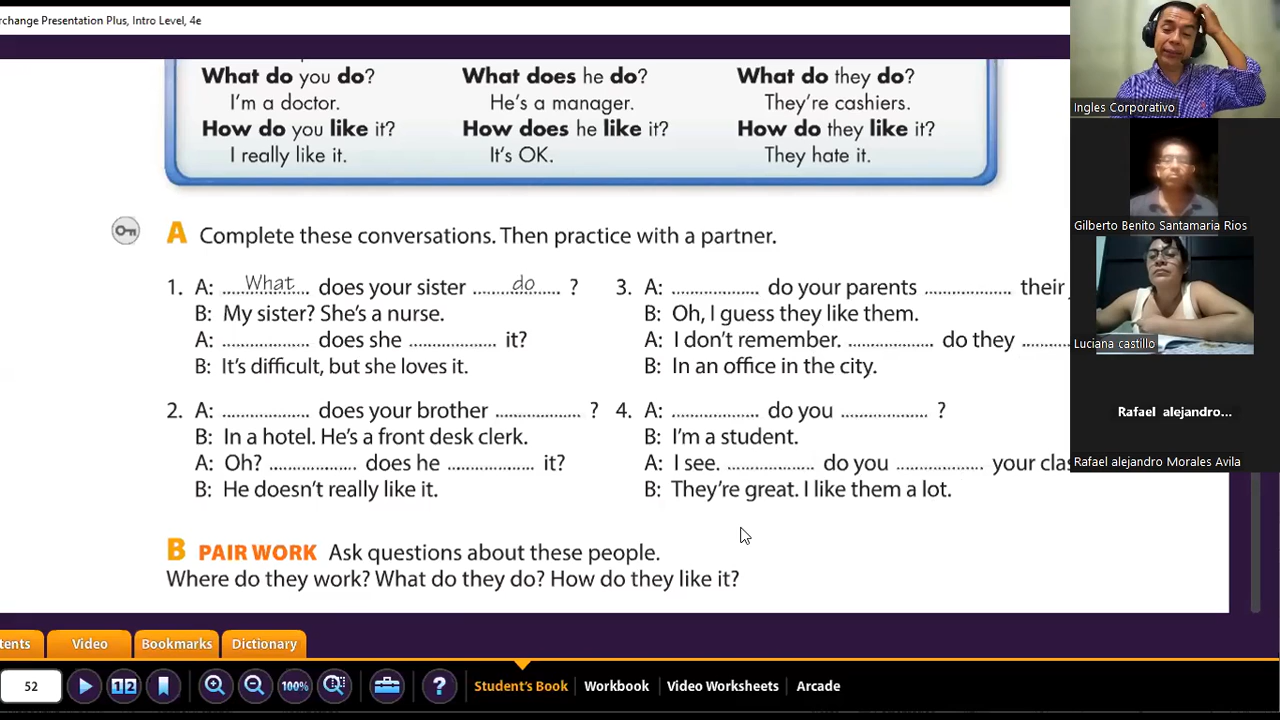 rchange Presentation Plus, Intro Level, 4e
What do you do? What does he do? What do they do?
I'm a doctor. He's a manager. They're cashiers.
How do you like it? How does he like it? How do they like it?
I really like it. It's OK. They hate it.
A Complete these conversations. Then practice with a partner.
1. A: What does your sister do ?
B: My sister? She's a nurse.
A: .................. does she .................. it?
B: It's difficult, but she loves it.
2. A: .................. does your brother .................. ?
B: In a hotel. He's a front desk clerk.
A: Oh? .................. does he .................. it?
B: He doesn't really like it.
3. A: .................. do your parents .................. their
B: Oh, I guess they like them.
A: I don't remember. .................. do they ..........
B: In an office in the city.
4. A: .................. do you .................. ?
B: I'm a student.
A: I see. .................. do you .................. your clas
B: They're great. I like them a lot.
B PAIR WORK Ask questions about these people.
Where do they work? What do they do? How do they like it?
Ingles Corporativo
Gilberto Benito Santamaria Rios
Luciana castillo
Rafael alejandro...
Rafael alejandro Morales Avila
tents Video Bookmarks Dictionary
52 1 2 100% ? Student's Book Workbook Video Worksheets Arcade